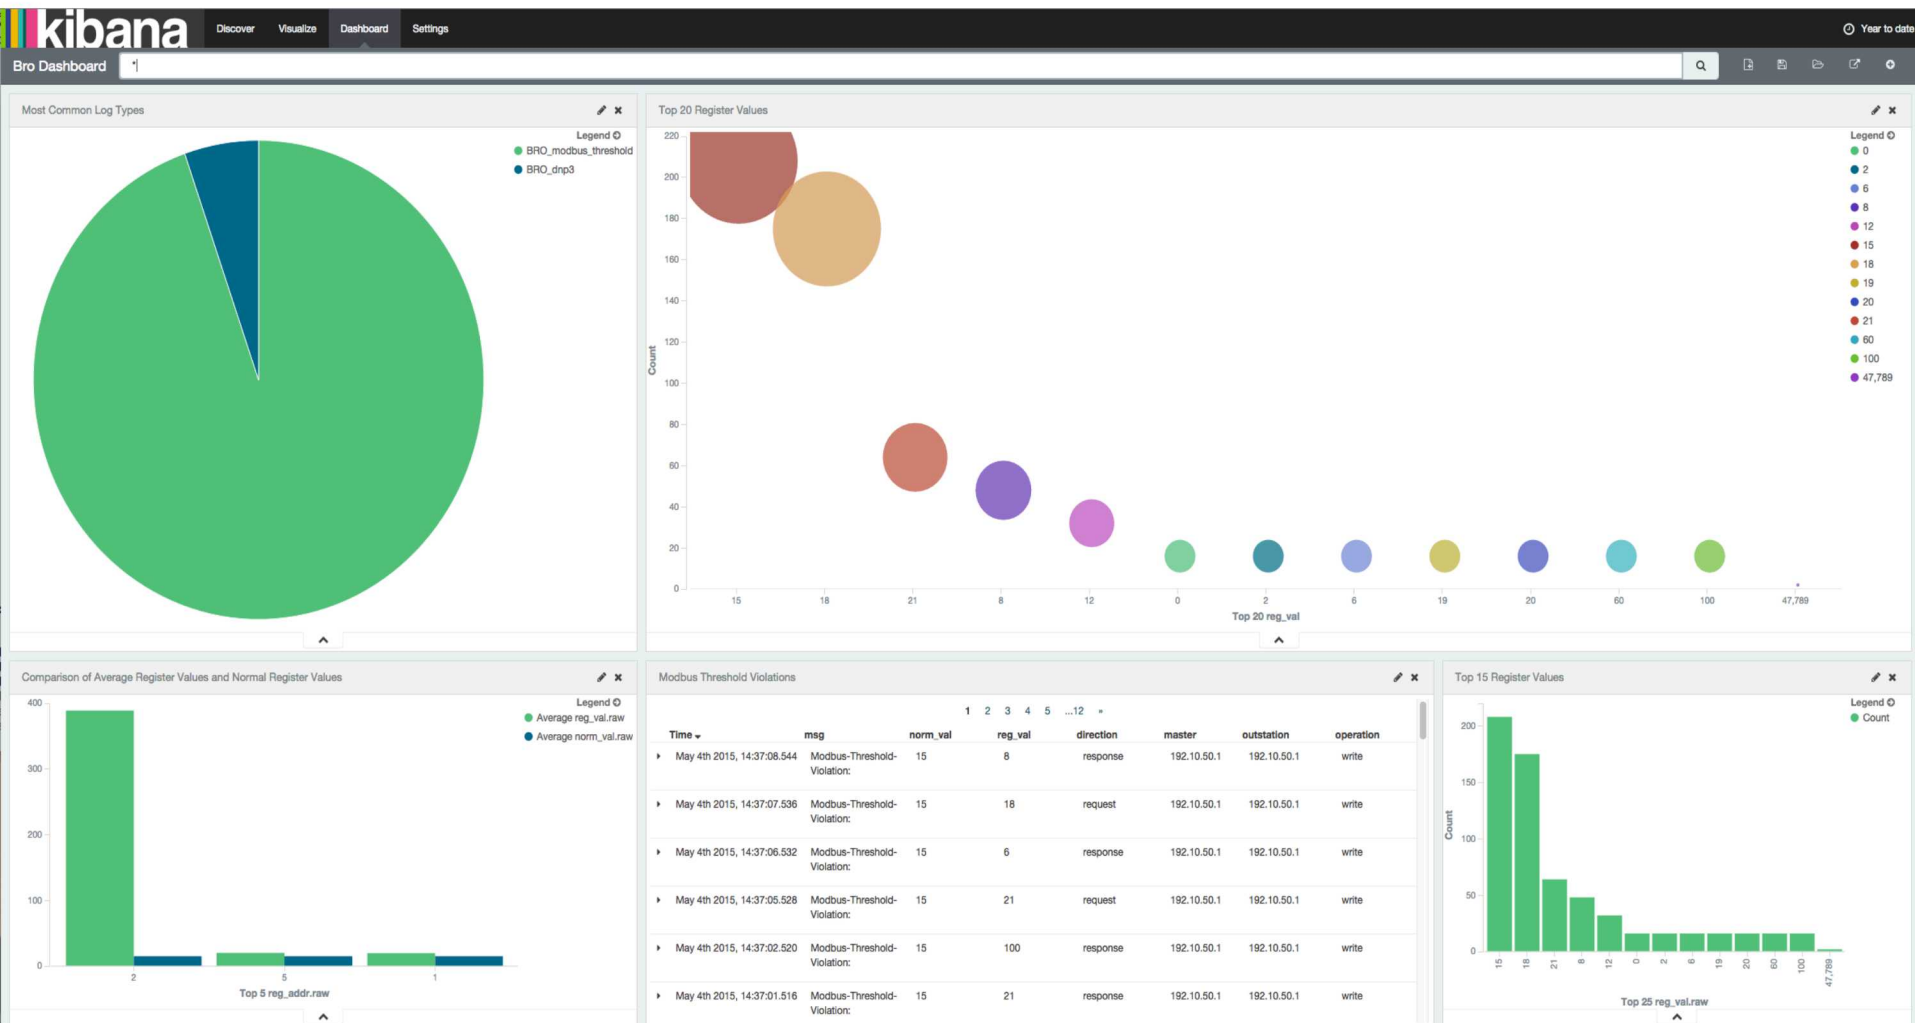 kibana
Discover Visualize Dashboard Settings
Year to date
Bro Dashboard
*
Most Common Log Types
Legend
BRO_modbus_threshold
BRO_dnp3
Top 20 Register Values
220
200
180
160
140
120
100
80
60
40
20
0
Count
15 18 21 8 12 0 2 6 19 20 60 100 47,789
Top 20 reg_val
Legend
0
2
6
8
12
15
18
19
20
21
60
100
47,789
Comparison of Average Register Values and Normal Register Values
Legend
Average reg_val.raw
Average norm_val.raw
400
300
200
100
0
2 5 1
Top 5 reg_addr.raw
Modbus Threshold Violations
1 2 3 4 5 ...12 »
Time msg norm_val reg_val direction master outstation operation
May 4th 2015, 14:37:08.544 Modbus-Threshold- 15 8 response 192.10.50.1 192.10.50.1 write
Violation:
May 4th 2015, 14:37:07.536 Modbus-Threshold- 15 18 request 192.10.50.1 192.10.50.1 write
Violation:
May 4th 2015, 14:37:06.532 Modbus-Threshold- 15 6 response 192.10.50.1 192.10.50.1 write
Violation:
May 4th 2015, 14:37:05.528 Modbus-Threshold- 15 21 request 192.10.50.1 192.10.50.1 write
Violation:
May 4th 2015, 14:37:02.520 Modbus-Threshold- 15 100 response 192.10.50.1 192.10.50.1 write
Violation:
May 4th 2015, 14:37:01.516 Modbus-Threshold- 15 21 response 192.10.50.1 192.10.50.1 write
Violation:
Top 15 Register Values
Legend
Count
200
150
100
50
0
Count
15 18 21 8 12 0 2 6 19 20 60 100 47,789
Top 25 reg_val.raw